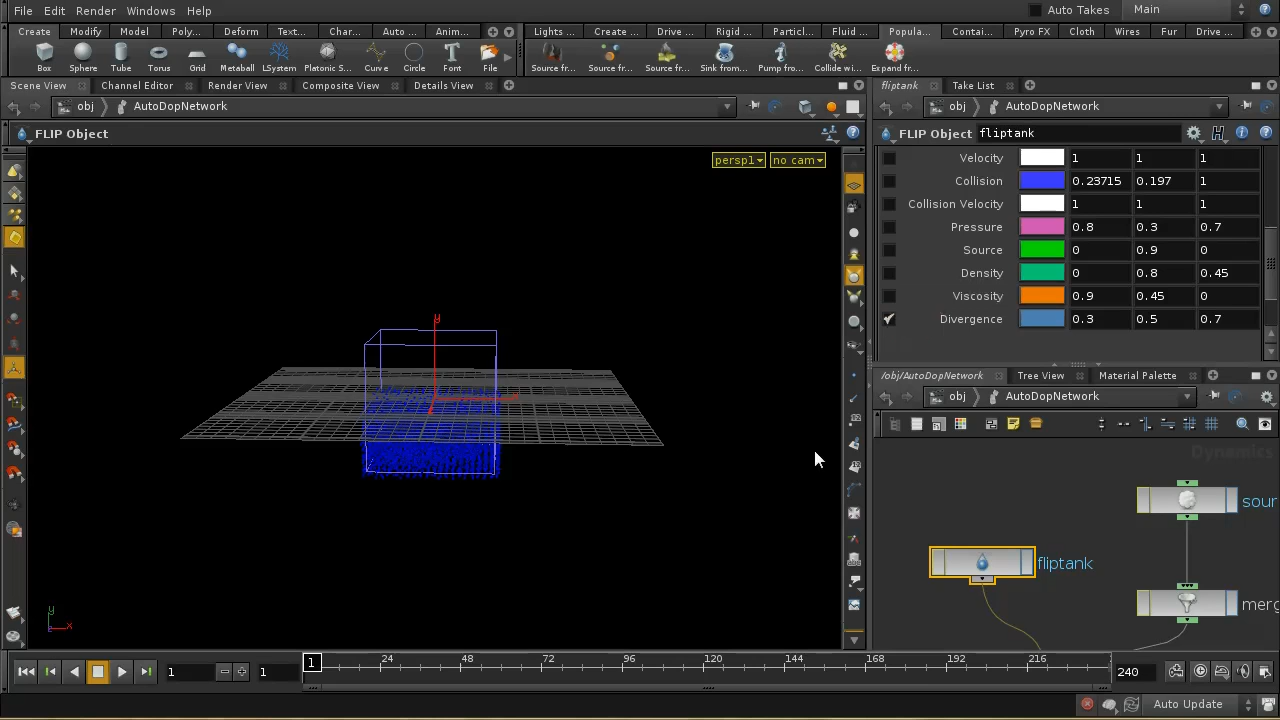 File Edit Render Windows Help
Auto Takes Main
Create Modify Model Poly... Deform Text... Char... Auto ... Anim...
Lights ... Create ... Drive ... Rigid ... Particl... Fluid ... Popula... Contai... Pyro FX Cloth Wires Fur Drive ...
Box Sphere Tube Torus Grid Metaball LSystem Platonic S... Curve Circle Font File
Source fr... Source fr... Source fr... Sink from... Pump fro... Collide wi... Expand fr...
Scene View Channel Editor Render View Composite View Details View
fliptank Take List
obj AutoDopNetwork
obj AutoDopNetwork
FLIP Object
FLIP Object fliptank
persp1 no cam
Velocity 1 1 1
Collision 0.23715 0.197 1
Collision Velocity 1 1 1
Pressure 0.8 0.3 0.7
Source 0 0.9 0
Density 0 0.8 0.45
Viscosity 0.9 0.45 0
Divergence 0.3 0.5 0.7
y
x
/obj/AutoDopNetwork Tree View Material Palette
obj AutoDopNetwork
Dynamics
sour
fliptank
merg
y
x
1 1 1 24 48 72 96 120 144 168 192 216 240
Auto Update